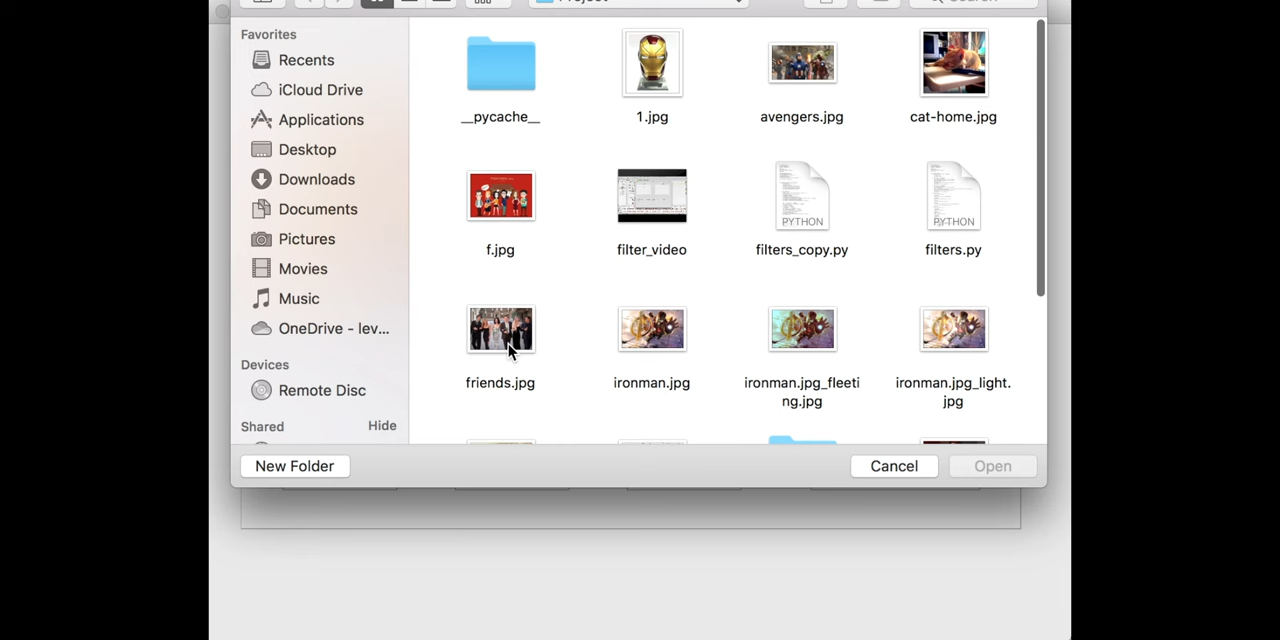 Project
Search
Favorites
Recents
iCloud Drive
Applications
Desktop
Downloads
Documents
Pictures
Movies
Music
OneDrive - lev...
Devices
Remote Disc
Shared
Hide
__pycache__
1.jpg
avengers.jpg
cat-home.jpg
f.jpg
filter_video
PYTHON
filters_copy.py
PYTHON
filters.py
friends.jpg
ironman.jpg
ironman.jpg_fleeti
ng.jpg
ironman.jpg_light.
jpg
New Folder
Cancel
Open